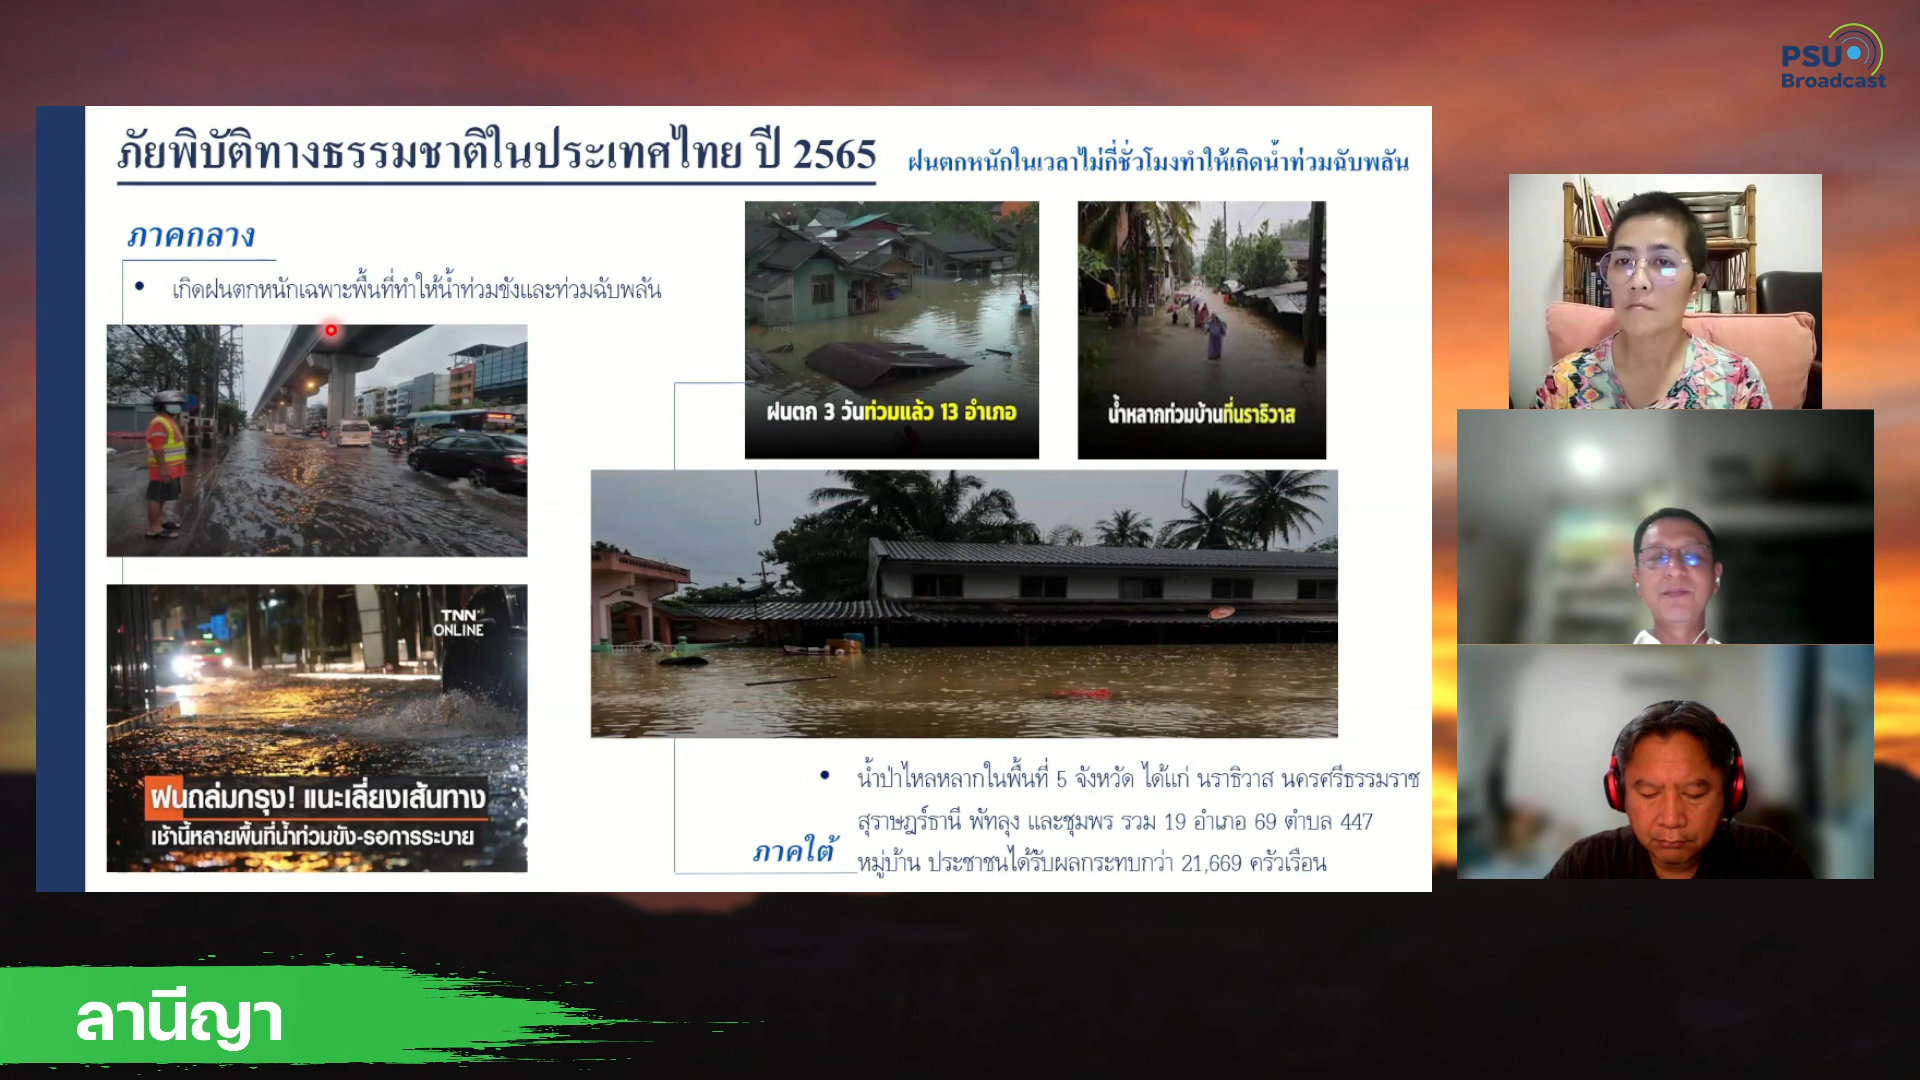 PSU
Broadcast
ภัยพิบัติทางธรรมชาติในประเทศไทย ปี 2565
ฝนตกหนักในเวลาไม่กี่ชั่วโมงทำให้เกิดน้ำท่วมฉับพลัน
ภาคกลาง
• เกิดฝนตกหนักเฉพาะพื้นที่ทำให้น้ำท่วมขังและท่วมฉับพลัน
ฝนตก 3 วันท่วมแล้ว 13 อำเภอ
น้ำหลากท่วมบ้านที่นราธิวาส
TNN
ONLINE
ฝนถล่มกรุง! แนะเลี่ยงเส้นทาง
เช้านี้หลายพื้นที่น้ำท่วมขัง-รอการระบาย
• น้ำป่าไหลหลากในพื้นที่ 5 จังหวัด ได้แก่ นราธิวาส นครศรีธรรมราช
สุราษฎร์ธานี พัทลุง และชุมพร รวม 19 อำเภอ 69 ตำบล 447
หมู่บ้าน ประชาชนได้รับผลกระทบกว่า 21,669 ครัวเรือน
ภาคใต้
ลานีญา